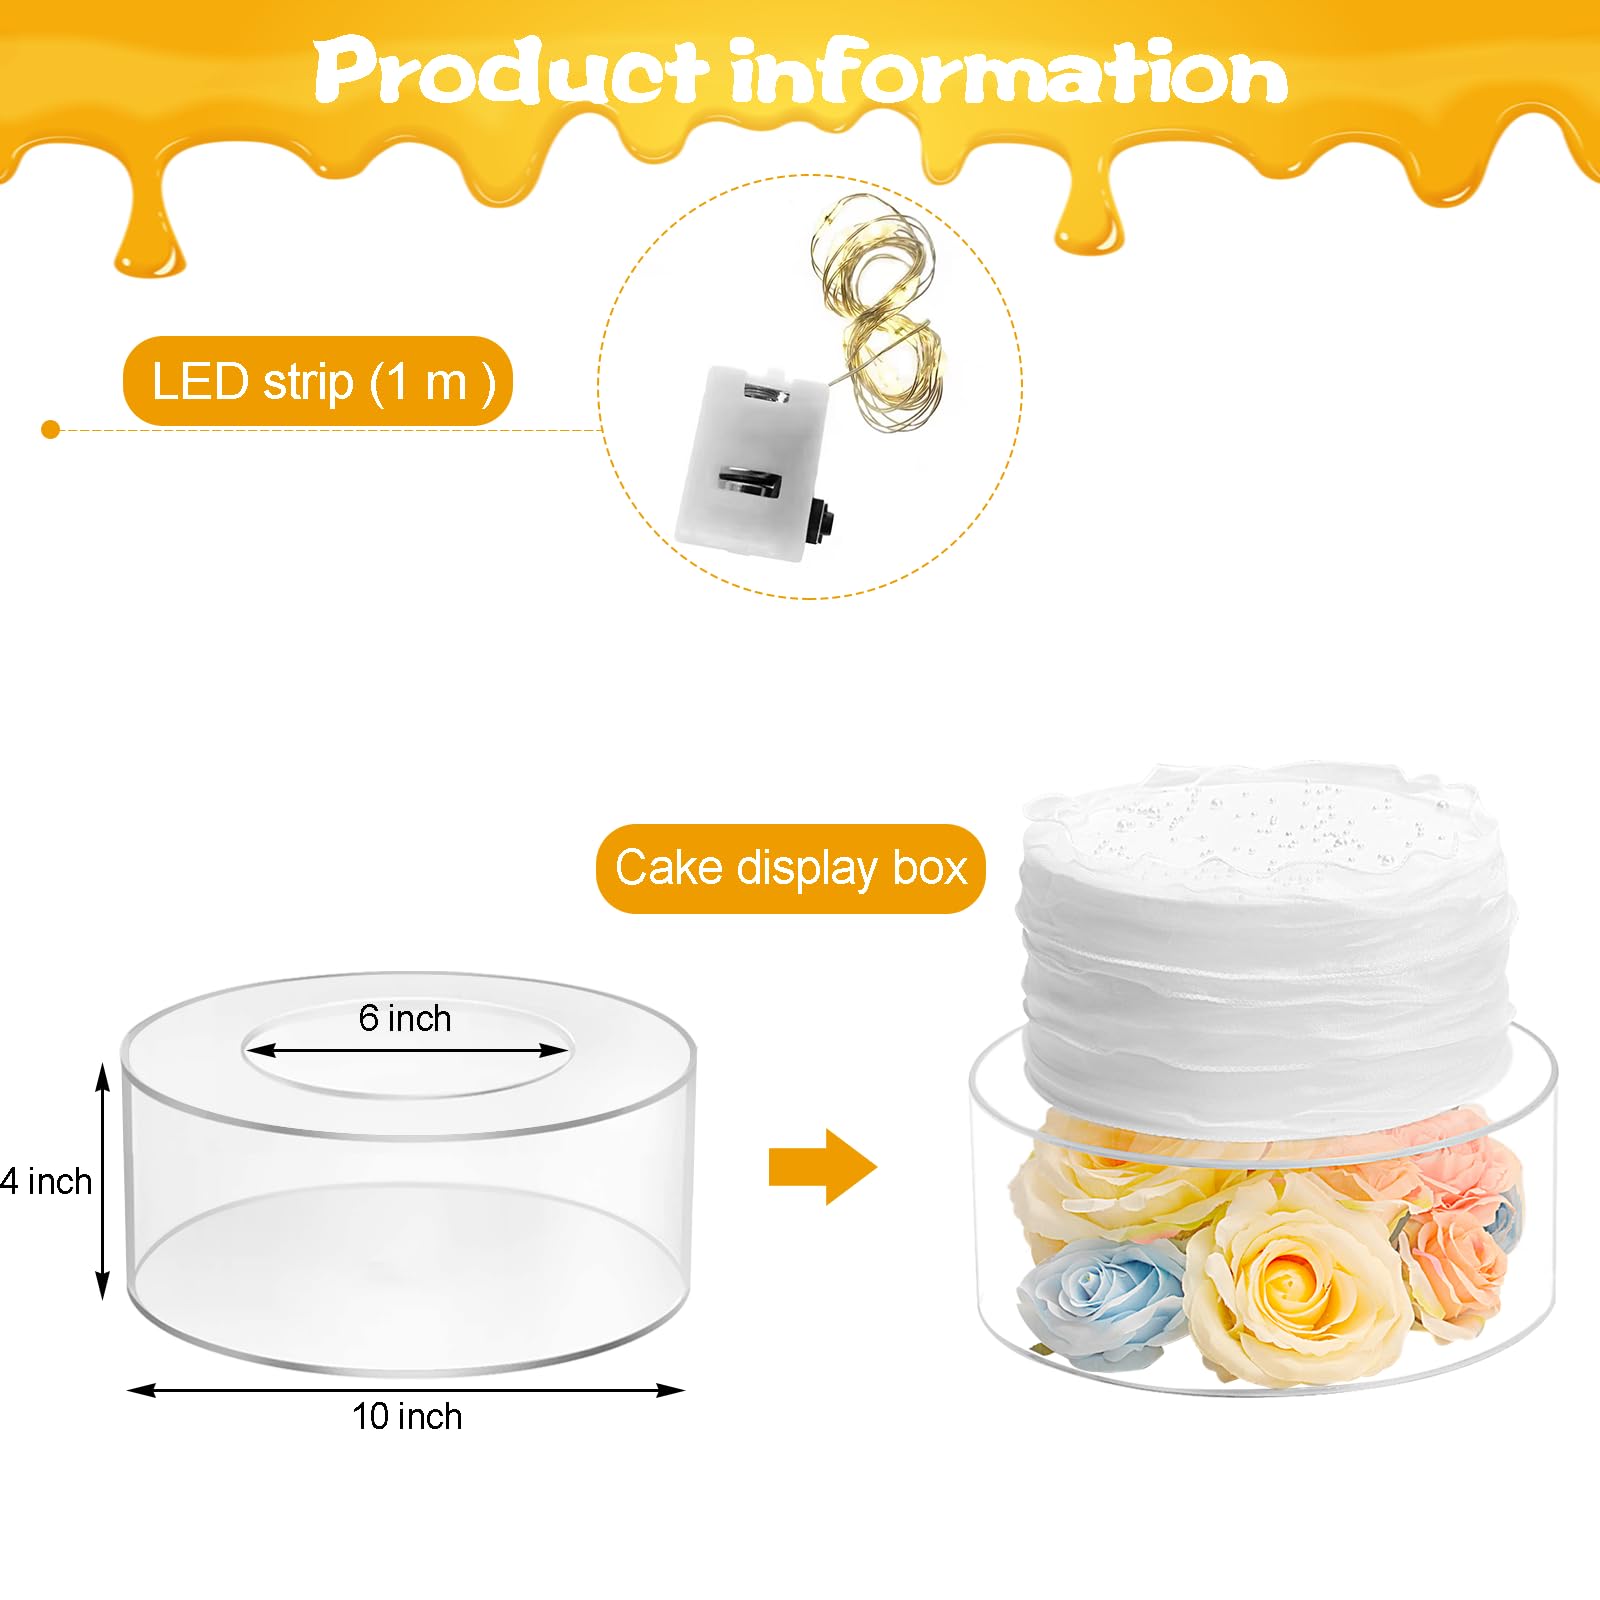 Product information
LED strip (1 m )
Cake display box
6 inch
4 inch
10 inch